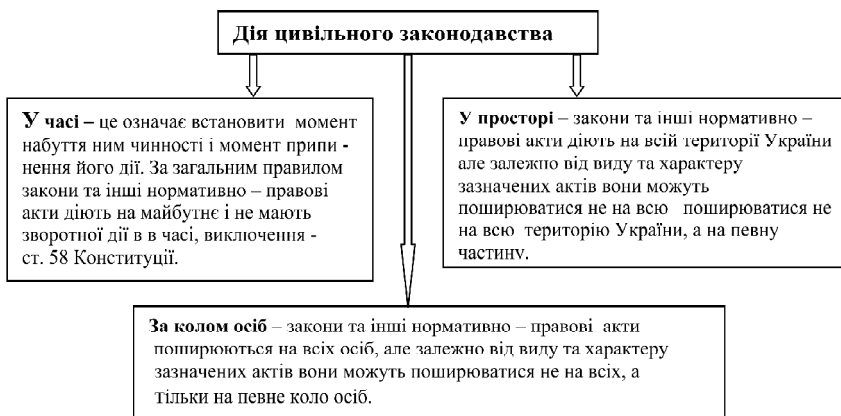 Дія цивільного законодавства
У часі – це означає встановити момент
набуття ним чинності і момент припи -
нення його дії. За загальним правилом
закони та інші нормативно – правові
акти діють на майбутнє і не мають
зворотної дії в в часі, виключення -
ст. 58 Конституції.
У просторі – закони та інші нормативно –
правові акти діють на всій території України
але залежно від виду та характеру
зазначених актів вони можуть
поширюватися не на всю поширюватися не
на всю територію України, а на певну
частину.
За колом осіб – закони та інші нормативно – правові акти
поширюються на всіх осіб, але залежно від виду та характеру
зазначених актів вони можуть поширюватися не на всіх, а
тільки на певне коло осіб.